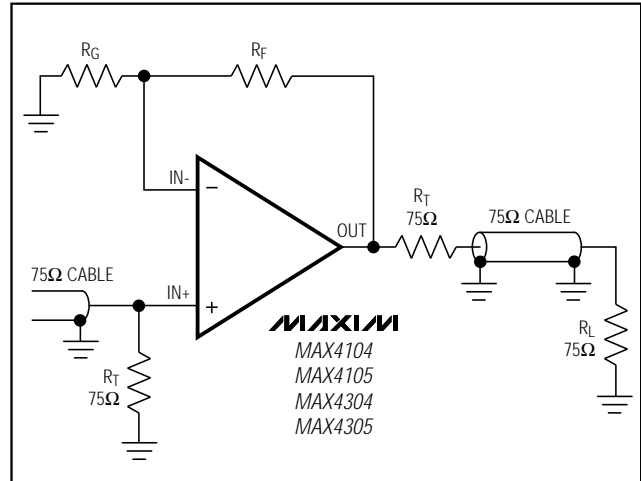 RG
RF
IN-
−
OUT
RT
75Ω
75Ω CABLE
75Ω CABLE
IN+
+
MAXIM
MAX4104
MAX4105
MAX4304
MAX4305
RT
75Ω
RL
75Ω